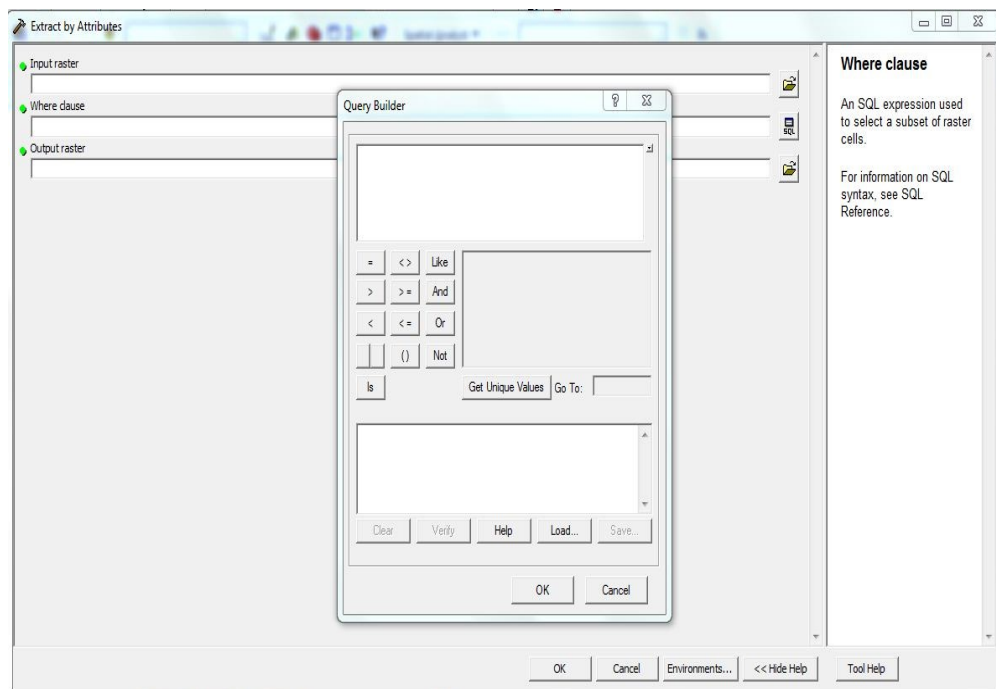 Extract by Attributes
Input raster
Where clause
Output raster
SQL
Query Builder
?
= <> Like
> >= And
< <= Or
() Not
Is
Get Unique Values Go To:
Clear Verify Help Load... Save...
OK Cancel
Where clause
An SQL expression used
to select a subset of raster
cells.
For information on SQL
syntax, see SQL
Reference.
OK Cancel Environments... << Hide Help Tool Help